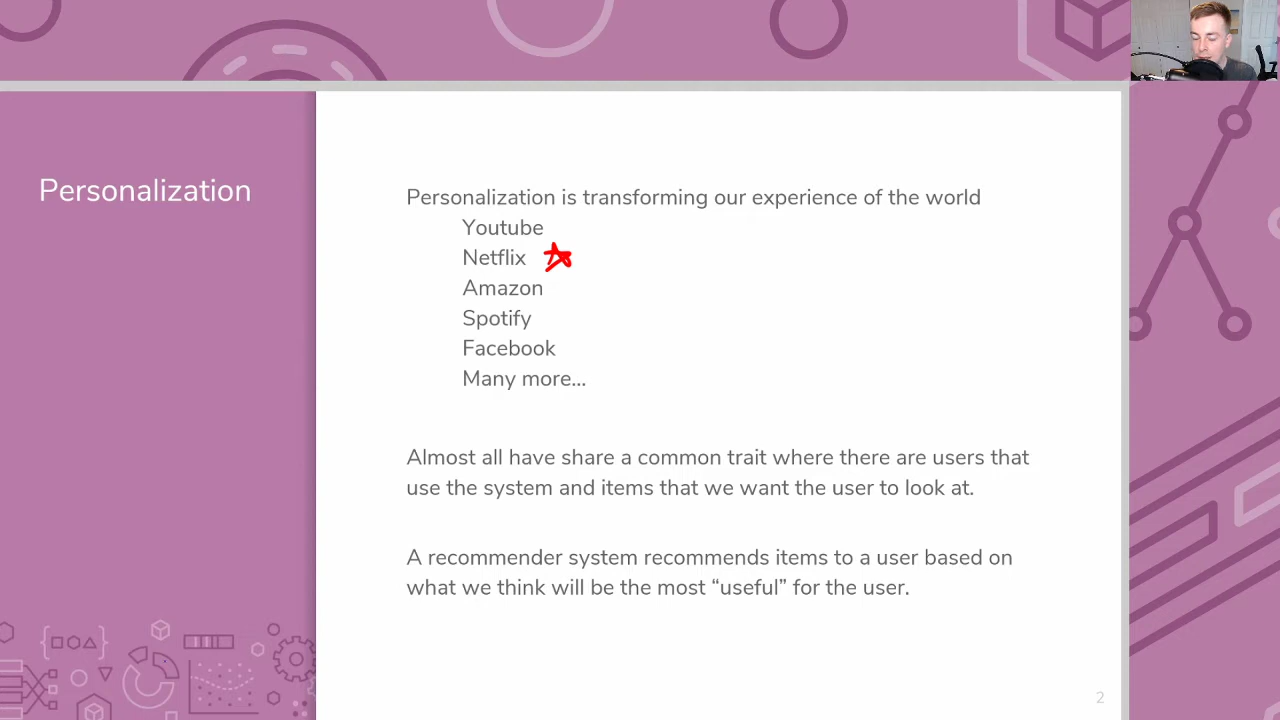 Personalization
Personalization is transforming our experience of the world
Youtube
Netflix
Amazon
Spotify
Facebook
Many more...
Almost all have share a common trait where there are users that
use the system and items that we want the user to look at.
A recommender system recommends items to a user based on
what we think will be the most “useful” for the user.
2